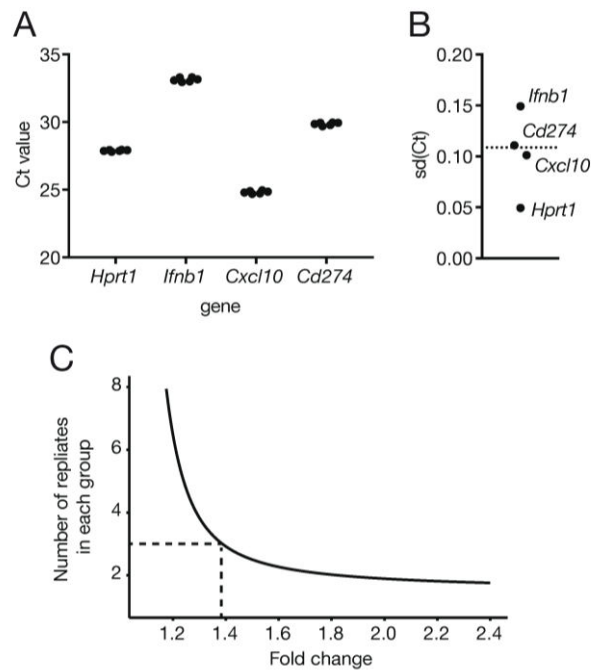 A
35
30
25
20
Ct value
Hprt1 Ifnb1 Cxcl10 Cd274
gene
B
0.20
0.15
0.10
0.05
0.00
sd(Ct)
Ifnb1
Cd274
Cxcl10
Hprt1
C
8
6
4
2
Number of repliates
in each group
1.2 1.4 1.6 1.8 2.0 2.2 2.4
Fold change